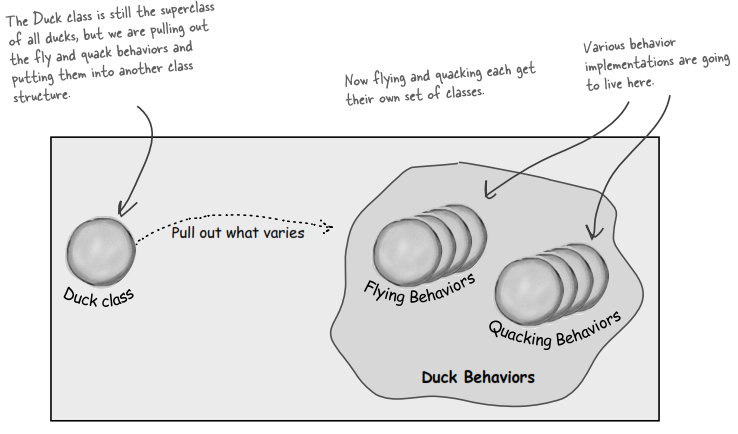 The Duck class is still the superclass
of all ducks, but we are pulling out
the fly and quack behaviors and
putting them into another class
structure.
Now flying and quacking each get
their own set of classes.
Various behavior
implementations are going
to live here.
Pull out what varies
Duck class
Flying Behaviors
Quacking Behaviors
Duck Behaviors